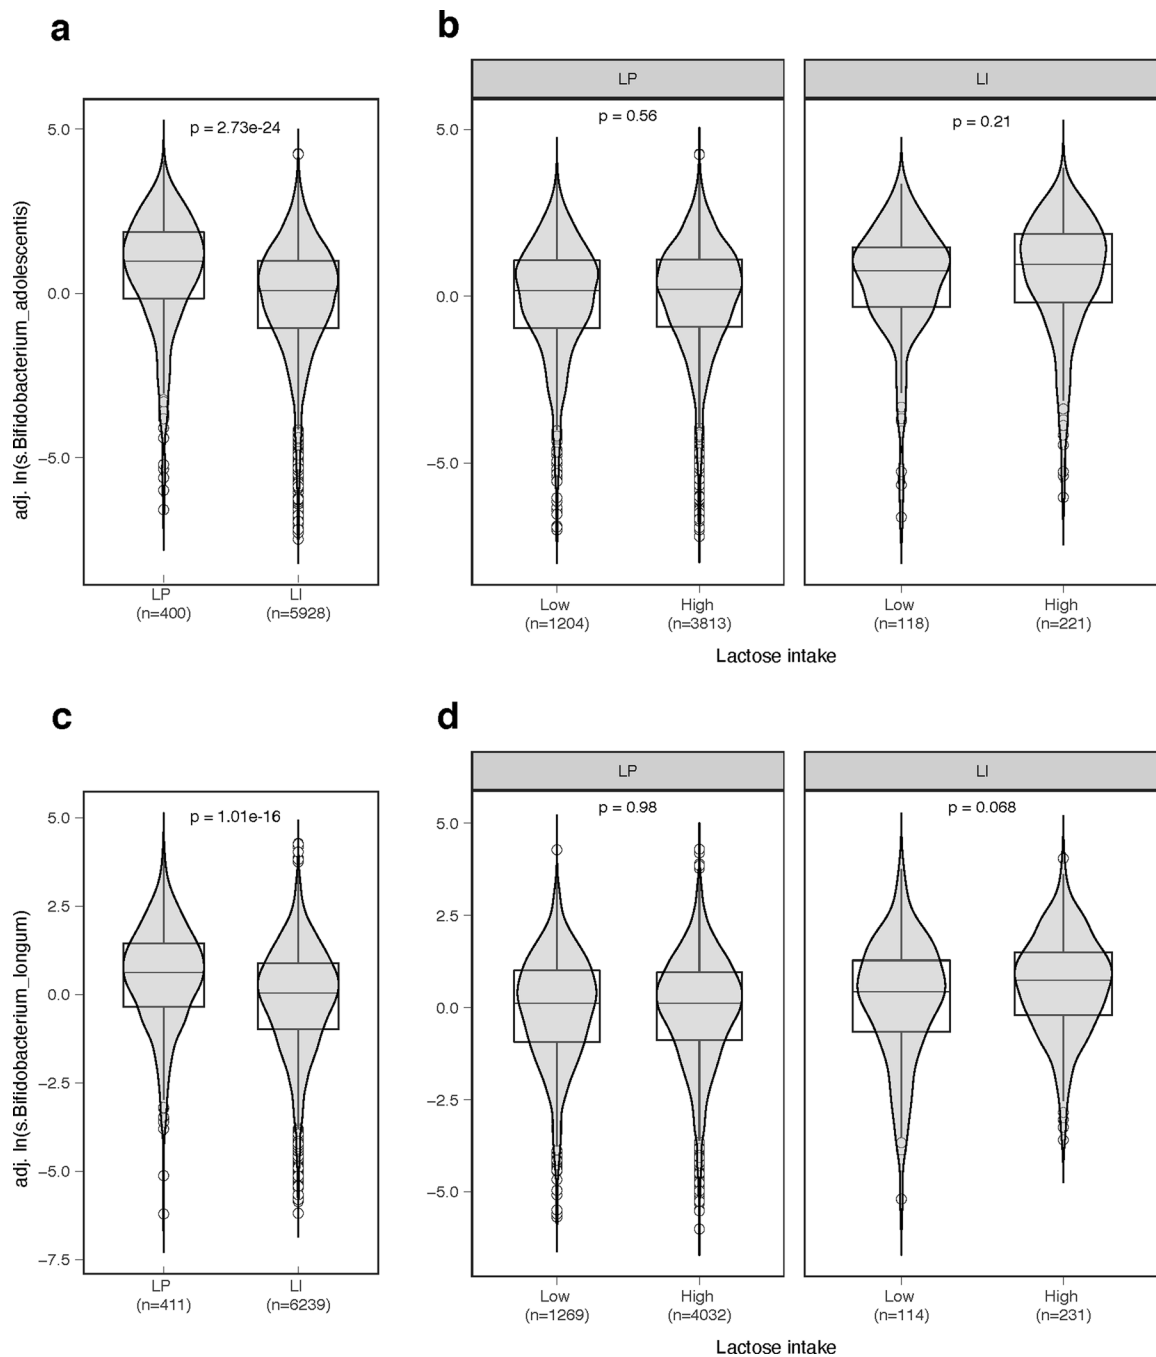 a
p = 2.73e-24
5.0
0.0
−5.0
adj. ln(s.Bifidobacterium_adolescentis)
LP
(n=400)
LI
(n=5928)
b
LP
LI
p = 0.56
p = 0.21
5.0
0.0
−5.0
Low
(n=1204)
High
(n=3813)
Low
(n=118)
High
(n=221)
Lactose intake
c
p = 1.01e-16
5.0
2.5
0.0
−2.5
−5.0
−7.5
adj. ln(s.Bifidobacterium_longum)
LP
(n=411)
LI
(n=6239)
d
LP
LI
p = 0.98
p = 0.068
5.0
2.5
0.0
−2.5
−5.0
Low
(n=1269)
High
(n=4032)
Low
(n=114)
High
(n=231)
Lactose intake